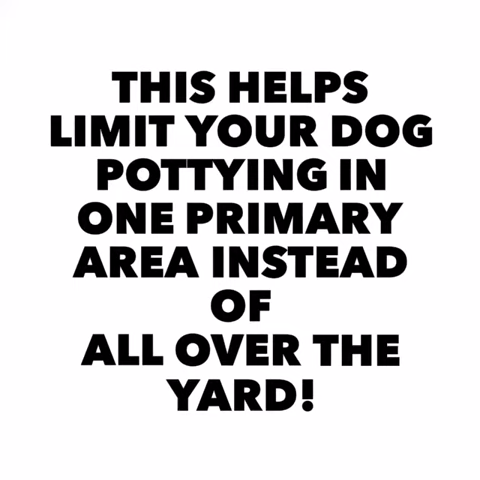 THIS HELPS
LIMIT YOUR DOG
POTTYING IN
ONE PRIMARY
AREA INSTEAD
OF
ALL OVER THE
YARD!